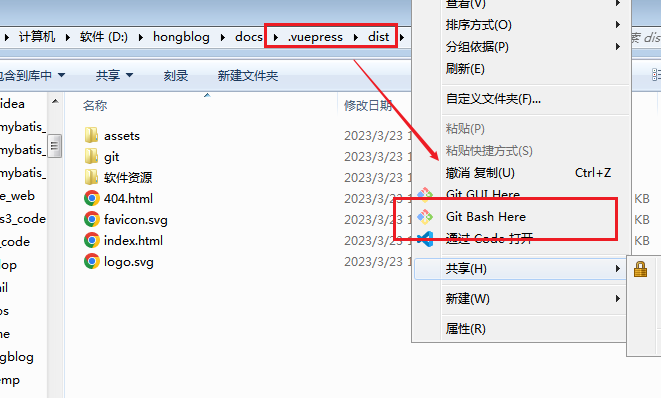 计算机 软件 (D:) hongblog docs .vuepress dist
索 dis
包含到库中 共享 刻录 新建文件夹
idea
mybatis_
mybatis_
mybatis_
e_web
s3_code
_code
lop
il
os
ne
gblog
emp
名称 修改日期
assets 2023/3/23 1
git 2023/3/23 1
软件资源 2023/3/23 1
404.html 2023/3/23 1 KB
favicon.svg 2023/3/23 1 KB
index.html 2023/3/23 1 KB
logo.svg 2023/3/23 1 KB
查看(V)
排序方式(O)
分组依据(P)
刷新(E)
自定义文件夹(F)...
粘贴(P)
粘贴快捷方式(S)
撤消 复制(U) Ctrl+Z
Git GUI Here
Git Bash Here
通过 Code 打开
共享(H)
新建(W)
属性(R)